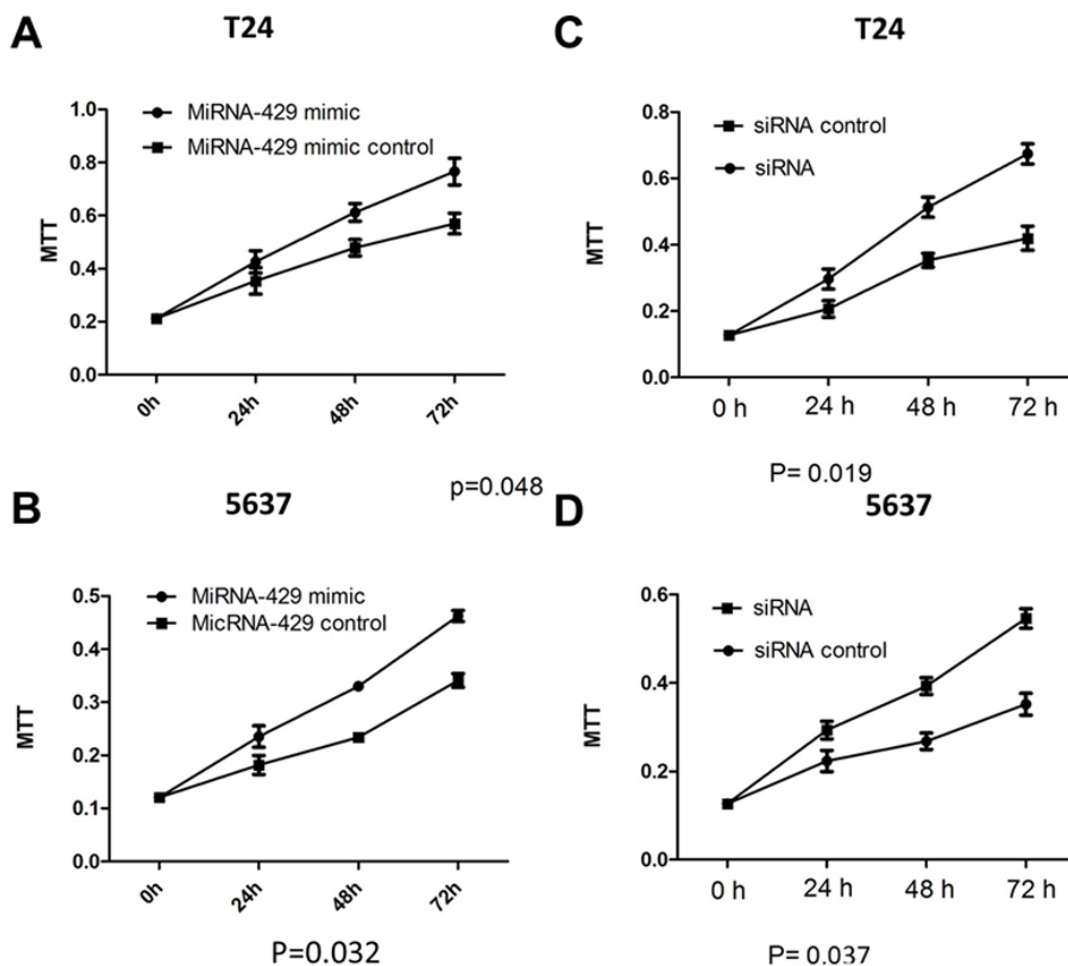 A
T24
MiRNA-429 mimic
MiRNA-429 mimic control
MTT
1.0
0.8
0.6
0.4
0.2
0.0
0h
24h
48h
72h
p=0.048
C
T24
siRNA control
siRNA
MTT
0.8
0.6
0.4
0.2
0.0
0 h
24 h
48 h
72 h
P= 0.019
B
5637
MiRNA-429 mimic
MicRNA-429 control
MTT
0.5
0.4
0.3
0.2
0.1
0.0
0h
24h
48h
72h
P=0.032
D
5637
siRNA
siRNA control
MTT
0.6
0.4
0.2
0.0
0 h
24 h
48 h
72 h
P= 0.037